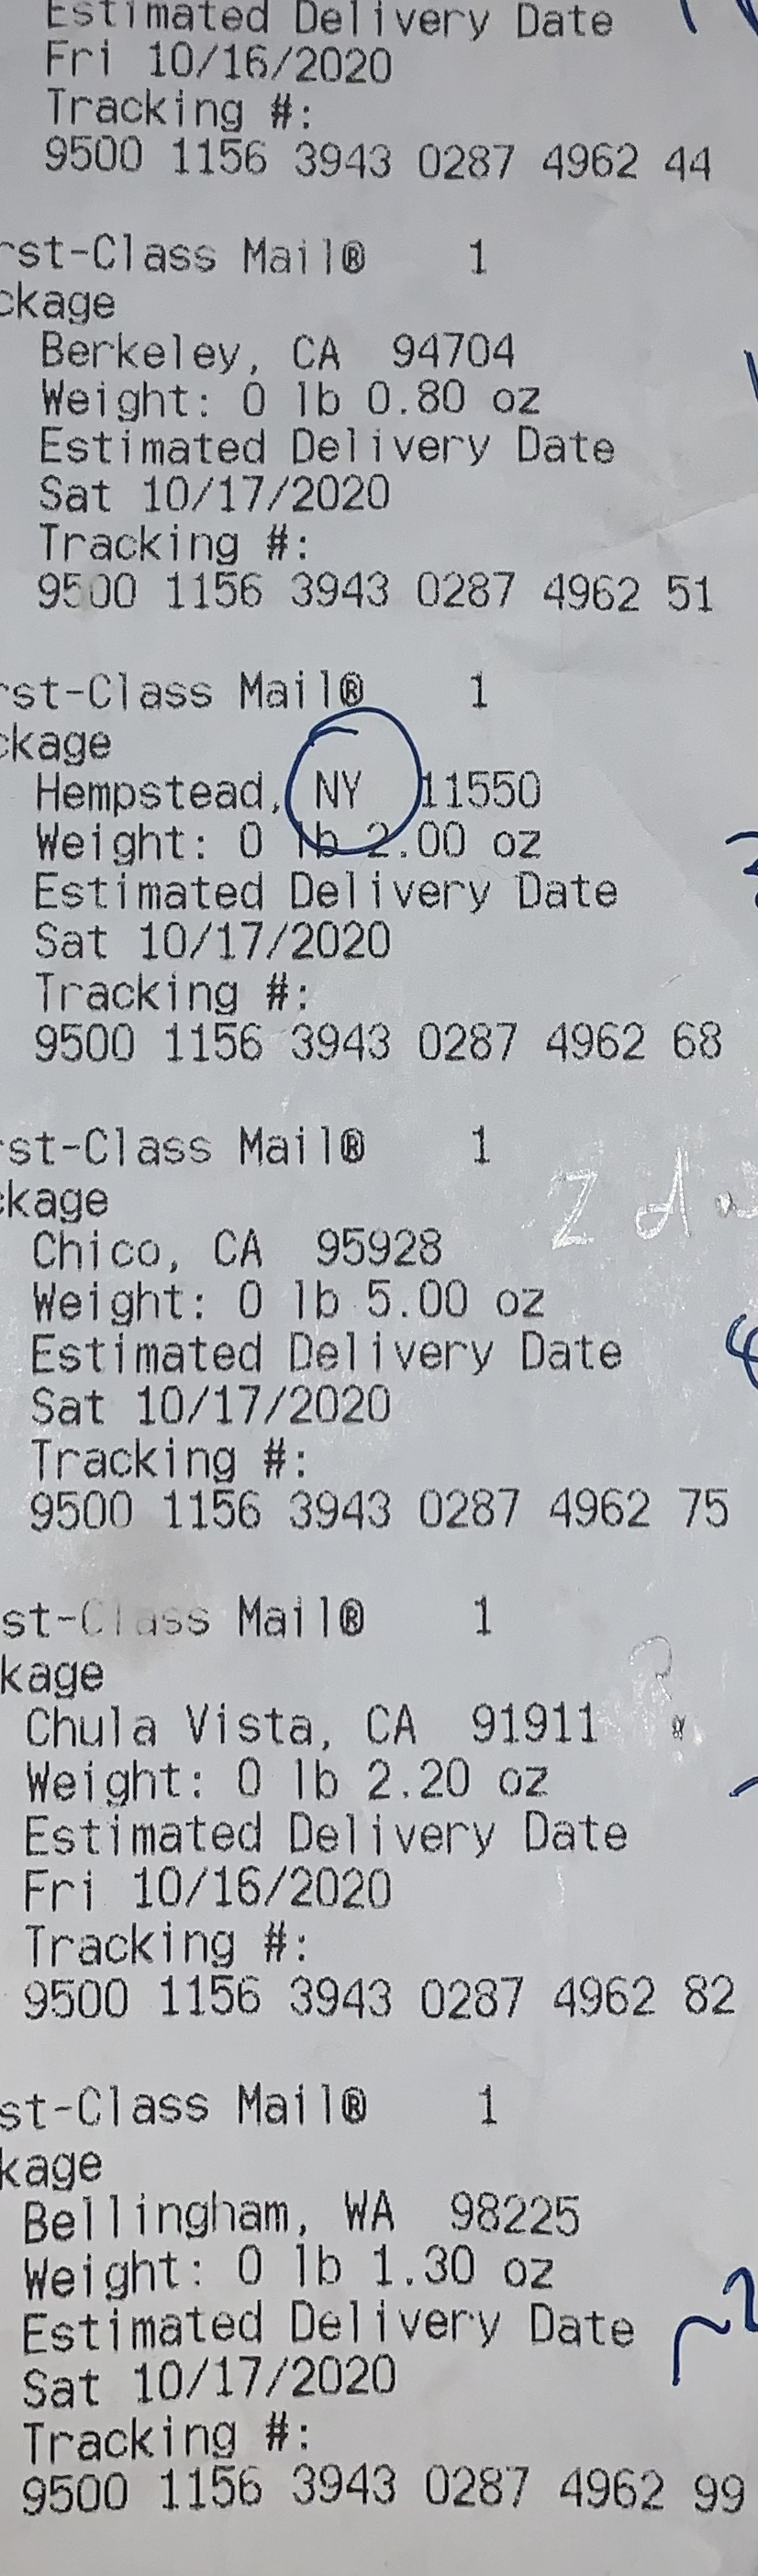 Estimated Delivery Date
Fri 10/16/2020
Tracking #:
9500 1156 3943 0287 4962 44
rst-Class Mail® 1
ckage
Berkeley, CA 94704
Weight: 0 lb 0.80 oz
Estimated Delivery Date
Sat 10/17/2020
Tracking #:
9500 1156 3943 0287 4962 51
rst-Class Mail® 1
ckage
Hempstead, NY 11550
Weight: 0 lb 2.00 oz
Estimated Delivery Date
Sat 10/17/2020
Tracking #:
9500 1156 3943 0287 4962 68
rst-Class Mail® 1
kage
Chico, CA 95928
Weight: 0 lb 5.00 oz
Estimated Delivery Date
Sat 10/17/2020
Tracking #:
9500 1156 3943 0287 4962 75
st-Class Mail® 1
kage
Chula Vista, CA 91911
Weight: 0 lb 2.20 oz
Estimated Delivery Date
Fri 10/16/2020
Tracking #:
9500 1156 3943 0287 4962 82
st-Class Mail® 1
kage
Bellingham, WA 98225
Weight: 0 lb 1.30 oz
Estimated Delivery Date
Sat 10/17/2020
Tracking #:
9500 1156 3943 0287 4962 99